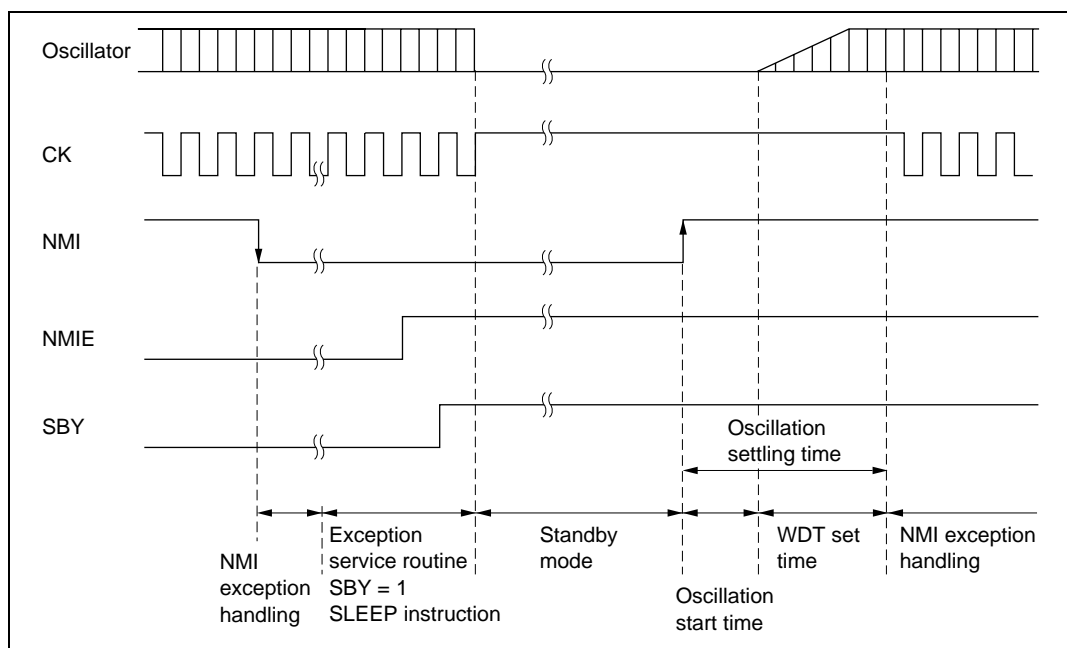 Oscillator
CK
NMI
NMIE
SBY
Oscillation
settling time
NMI
exception
handling
Exception
service routine
SBY = 1
SLEEP instruction
Standby
mode
Oscillation
start time
WDT set
time
NMI exception
handling